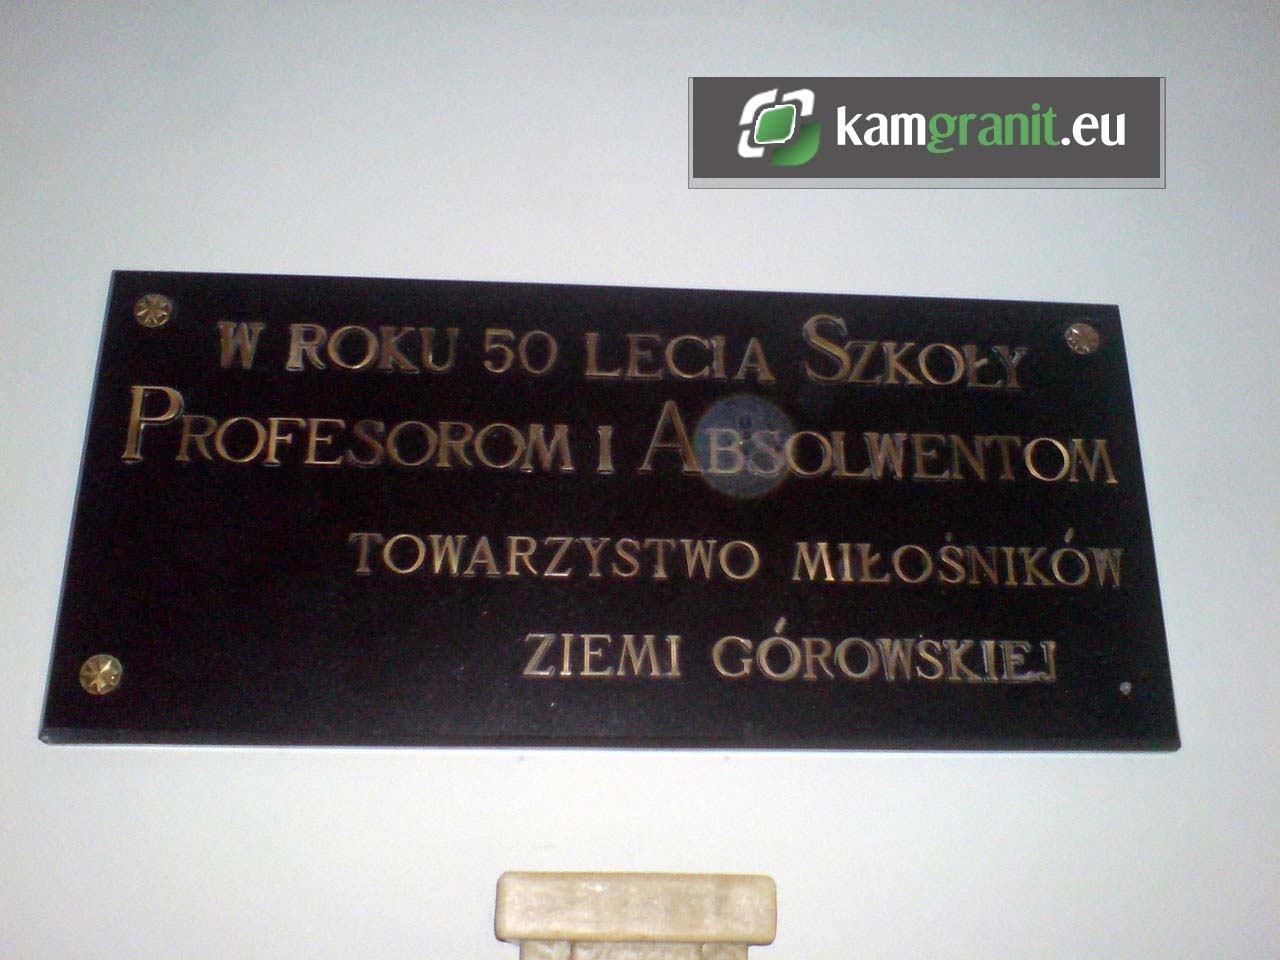 kamgranit.eu
W ROKU 50 LECIA SZKOŁY
PROFESOROM I ABSOLWENTOM
TOWARZYSTWO MIŁOŚNIKÓW
ZIEMI GÓROWSKIEJ